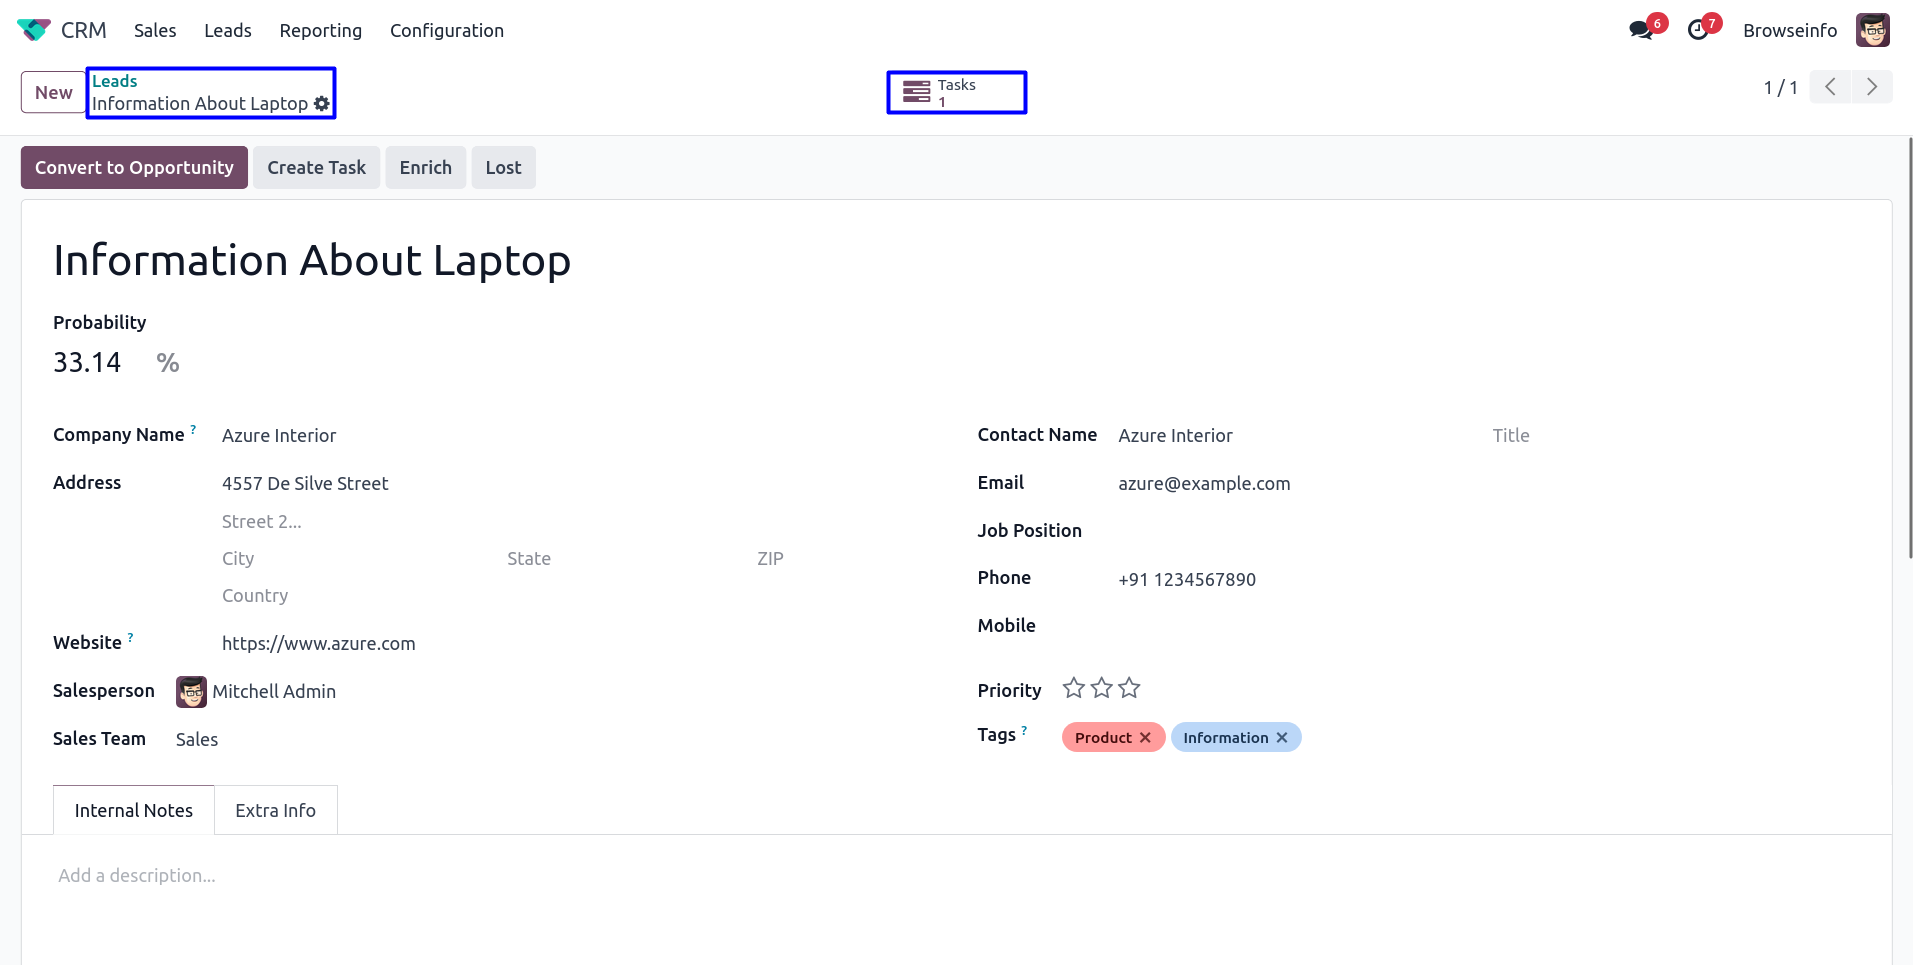 CRM Sales Leads Reporting Configuration 6 7 Browseinfo
New Leads Tasks 1 / 1
Information About Laptop 1
Convert to Opportunity Create Task Enrich Lost
Information About Laptop
Probability
33.14 %
Company Name ? Azure Interior Contact Name Azure Interior Title
Address 4557 De Silve Street Email azure@example.com
Street 2... Job Position
City State ZIP
Country Phone +91 1234567890
Website ? https://www.azure.com Mobile
Salesperson Mitchell Admin Priority
Sales Team Sales Tags ? Product Information
Internal Notes Extra Info
Add a description...